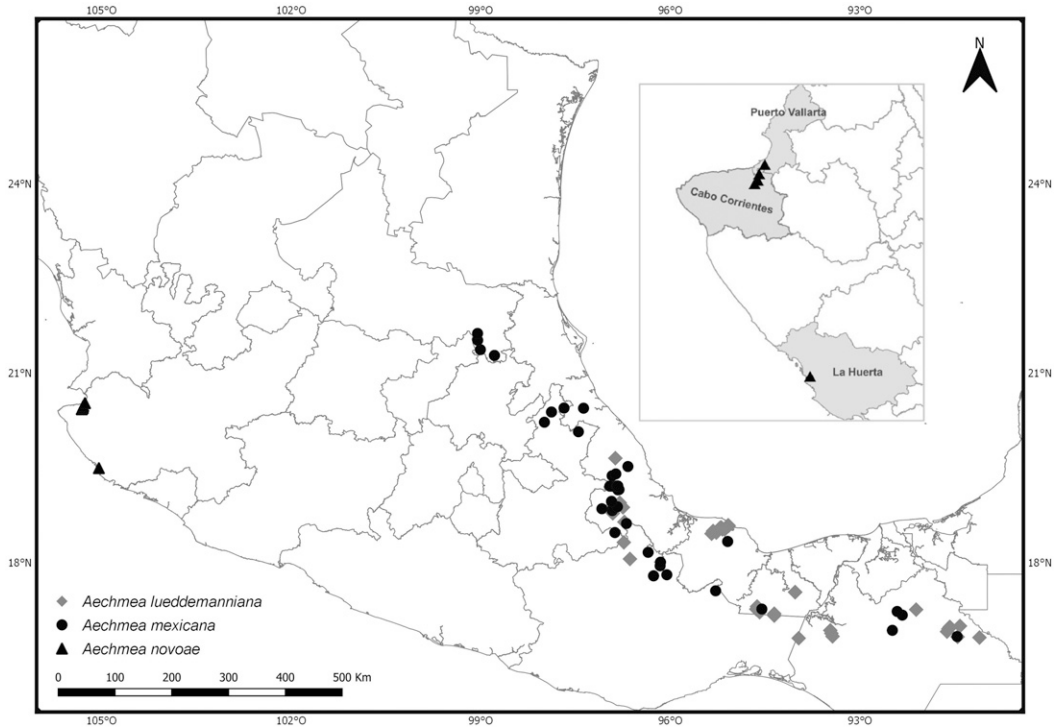 105°O 102°O 99°O 96°O 93°O
N
Puerto Vallarta
24°N 24°N
Cabo Corrientes
21°N 21°N
La Huerta
18°N 18°N
Aechmea lueddemanniana
Aechmea mexicana
Aechmea novoae
0 100 200 300 400 500 Km
105°O 102°O 99°O 96°O 93°O